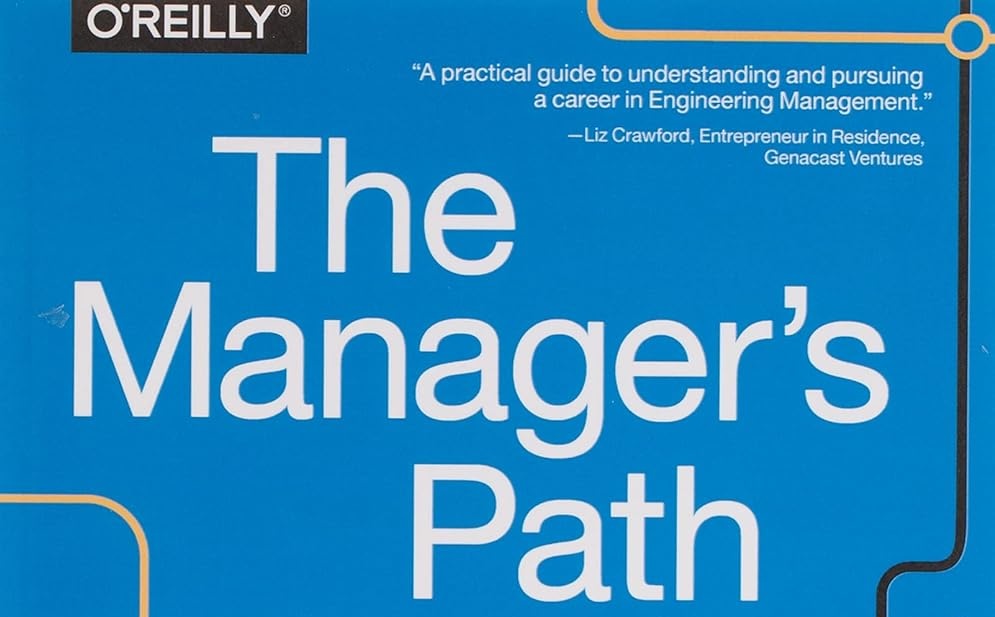 O'REILLY®
“A practical guide to understanding and pursuing
a career in Engineering Management.”
—Liz Crawford, Entrepreneur in Residence,
Genacast Ventures
The
Manager’s
Path